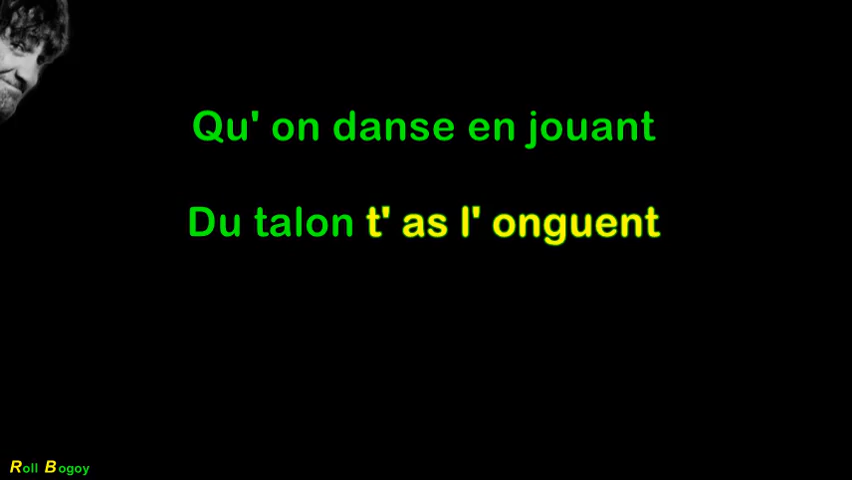 Qu' on danse en jouant
Du talon t' as l' onguent
Roll Bogoy